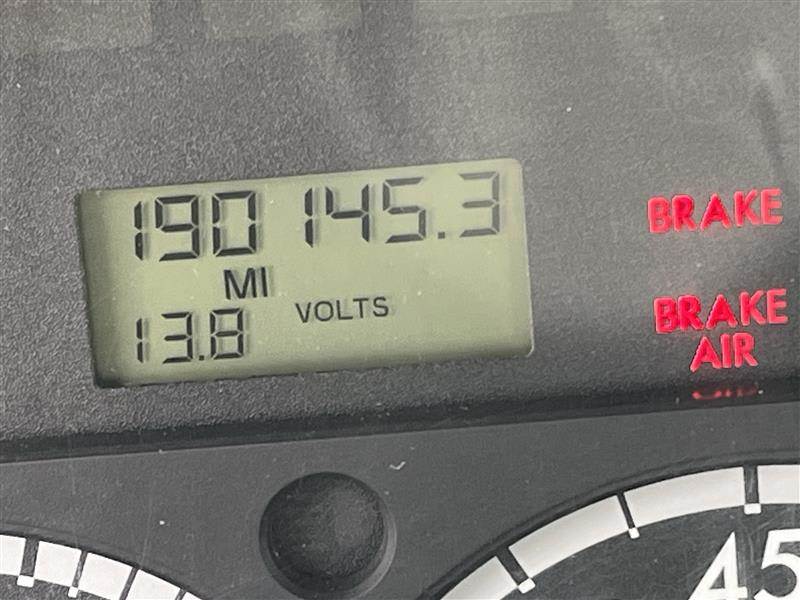 190 145.3
MI
13.8 VOLTS
BRAKE
BRAKE
AIR
45